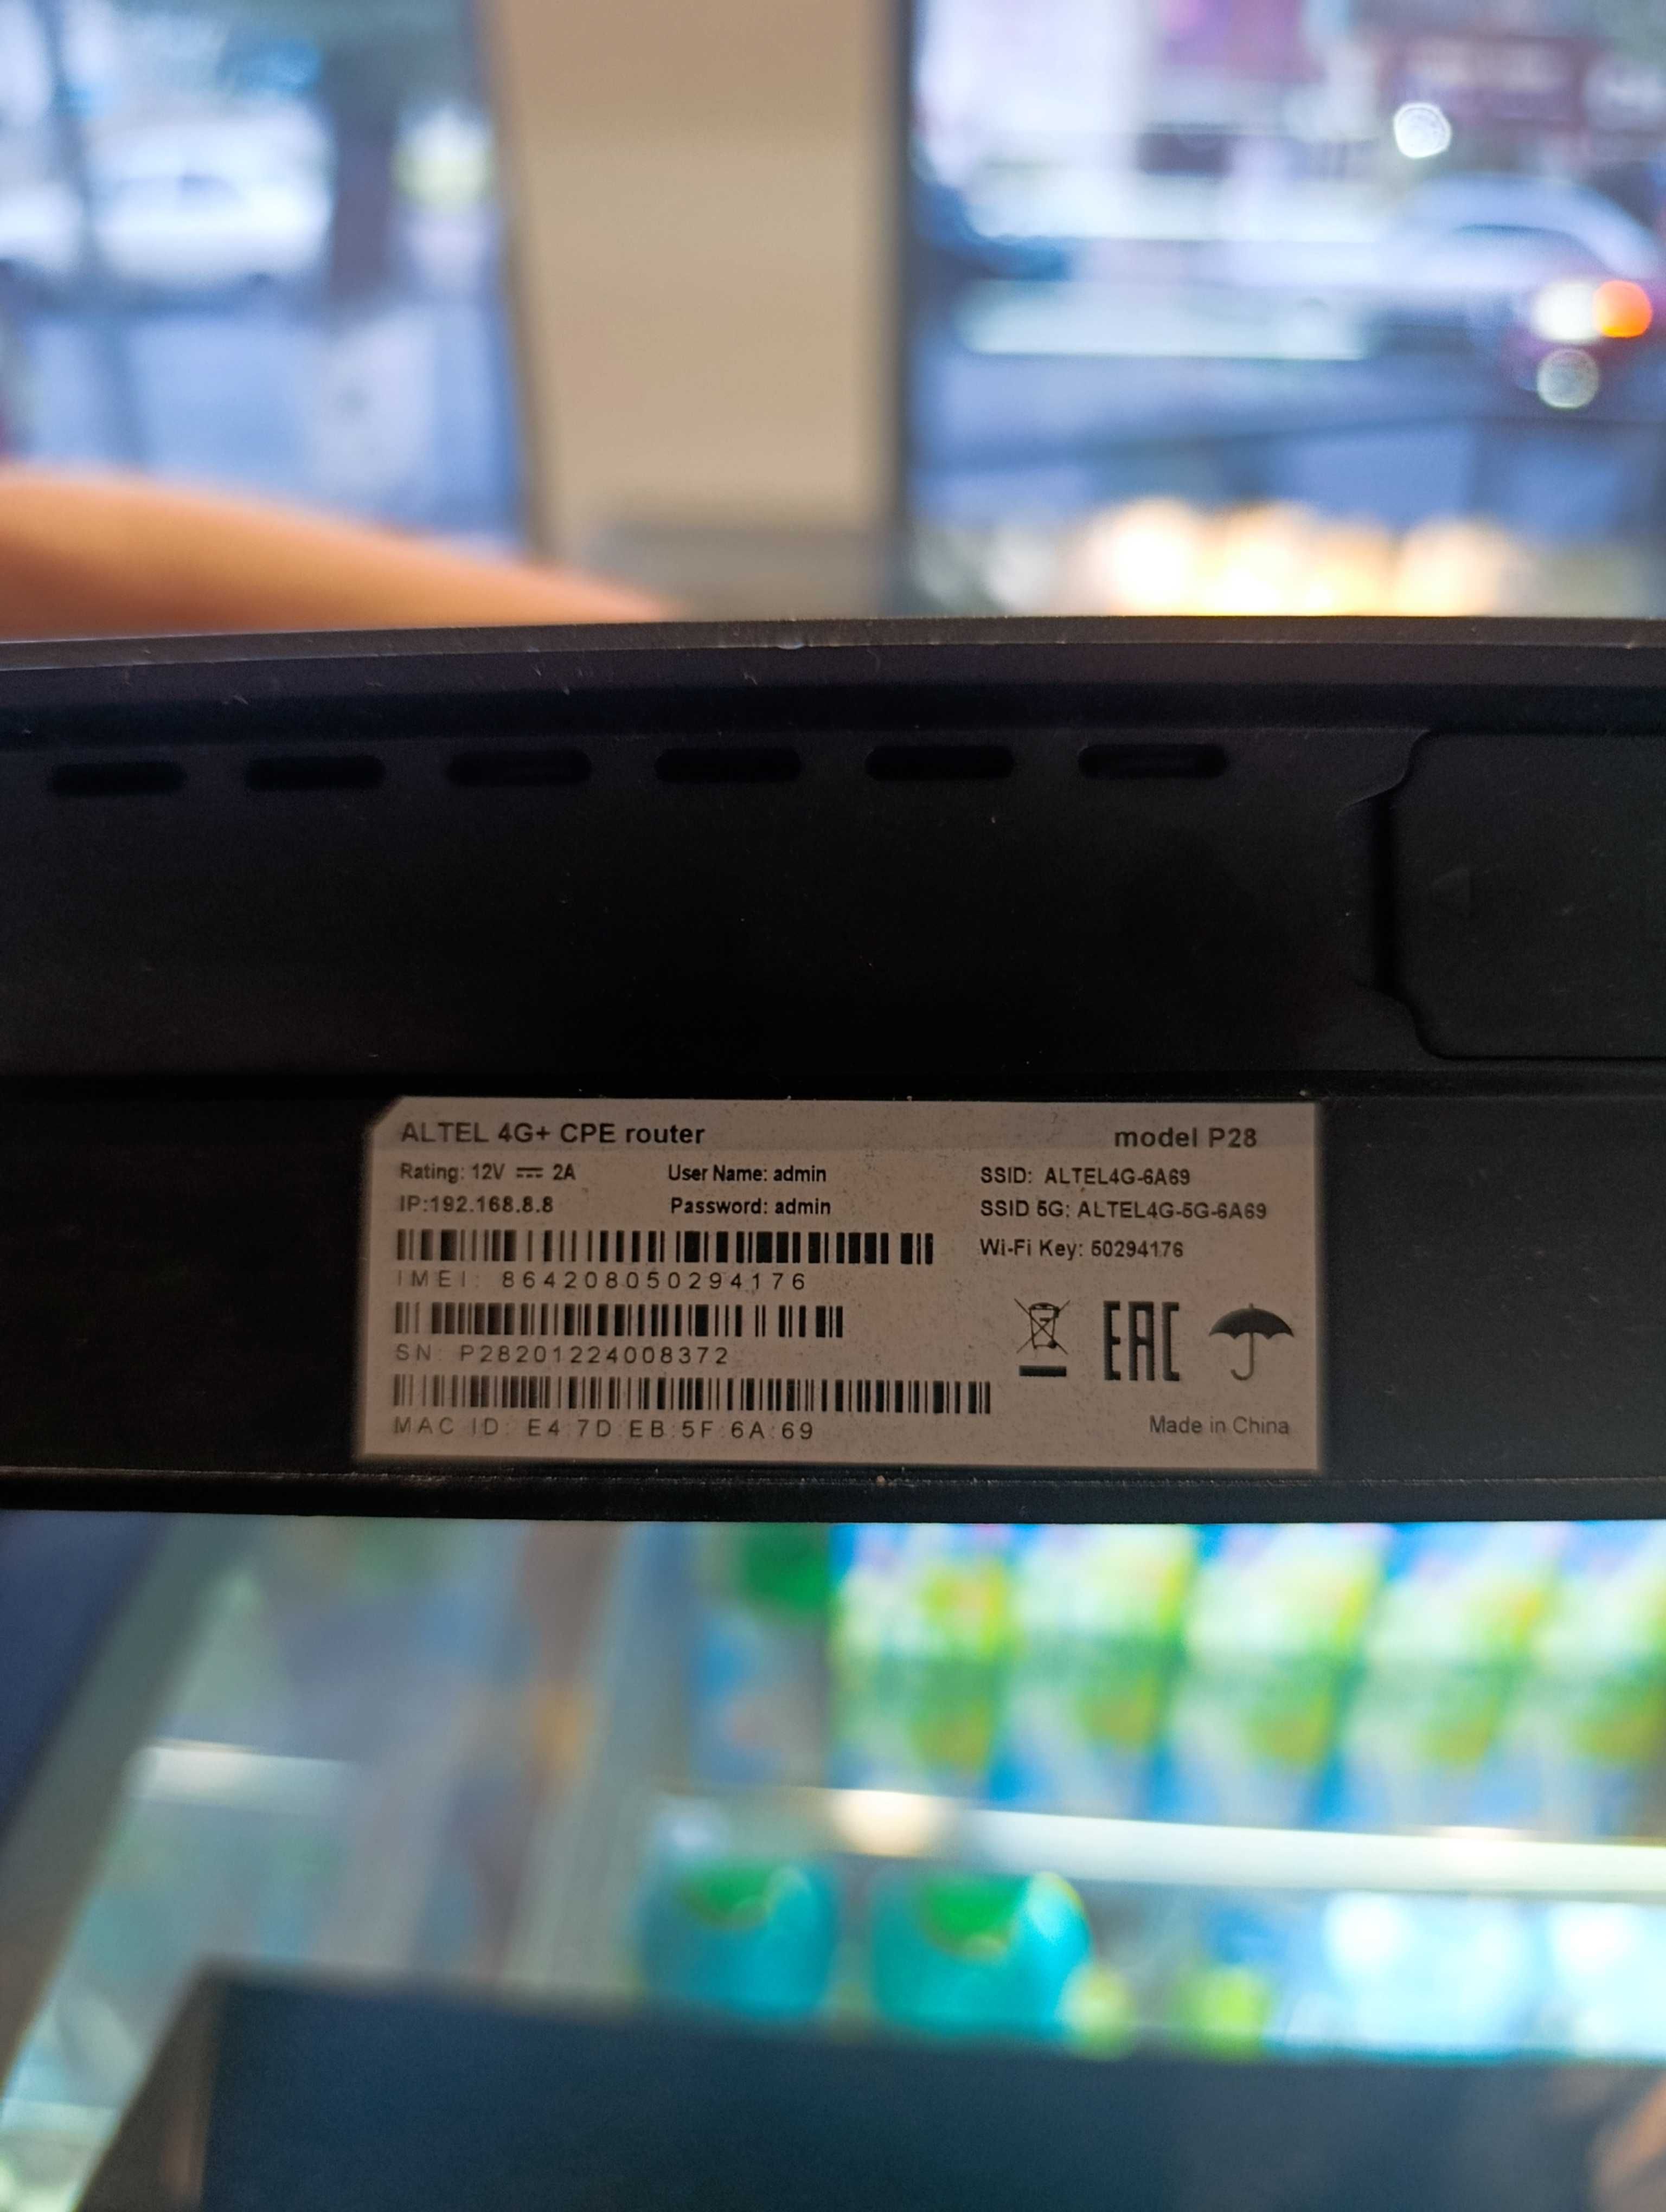 ALTEL 4G+ CPE router model P28
Rating: 12V ⎓ 2A User Name: admin SSID: ALTEL4G-6A69
IP:192.168.8.8 Password: admin SSID 5G: ALTEL4G-5G-6A69
Wi-Fi Key: 50294176
IMEI: 864208050294176
SN: P28201224008372
EAC
MAC ID: E4:7D:EB:5F:6A:69
Made in China